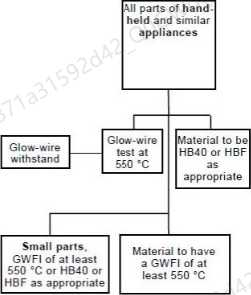 All parts of hand-
held and similar
appliances
Glow-wire
withstand
Glow-wire
test at
550 °C
Material to be
HB40 or HBF
as
appropriate
Small parts,
GWFI of at least
550 °C or HB40 or
HBF as appropriate
Material to have
a GWFI of at
least 550 °C